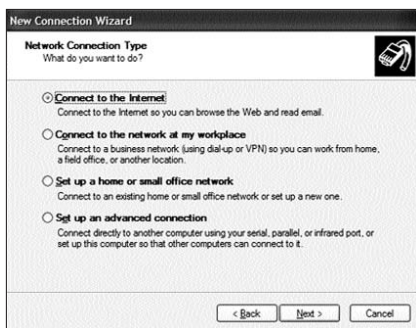 New Connection Wizard
Network Connection Type
What do you want to do?
Connect to the Internet
Connect to the Internet so you can browse the Web and read email.
Connect to the network at my workplace
Connect to a business network (using dial-up or VPN) so you can work from home,
a field office, or another location.
Set up a home or small office network
Connect to an existing home or small office network or set up a new one.
Set up an advanced connection
Connect directly to another computer using your serial, parallel, or infrared port, or
set up this computer so that other computers can connect to it.
< Back Next > Cancel